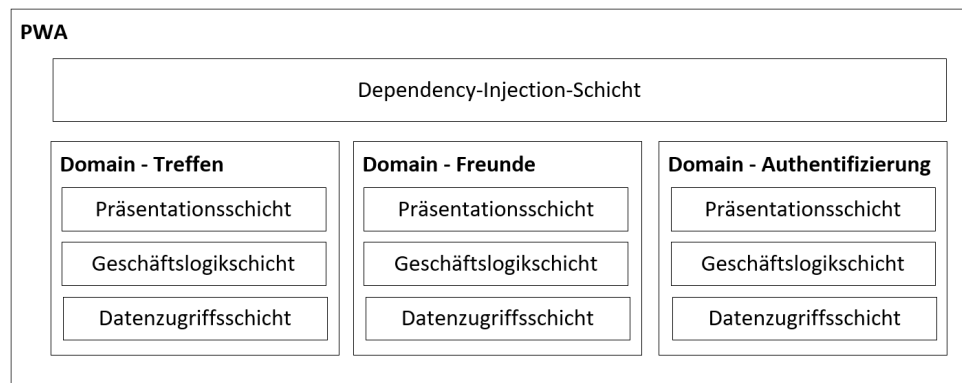 PWA
Dependency-Injection-Schicht
Domain - Treffen
Präsentationsschicht
Geschäftslogikschicht
Datenzugriffsschicht
Domain - Freunde
Präsentationsschicht
Geschäftslogikschicht
Datenzugriffsschicht
Domain - Authentifizierung
Präsentationsschicht
Geschäftslogikschicht
Datenzugriffsschicht